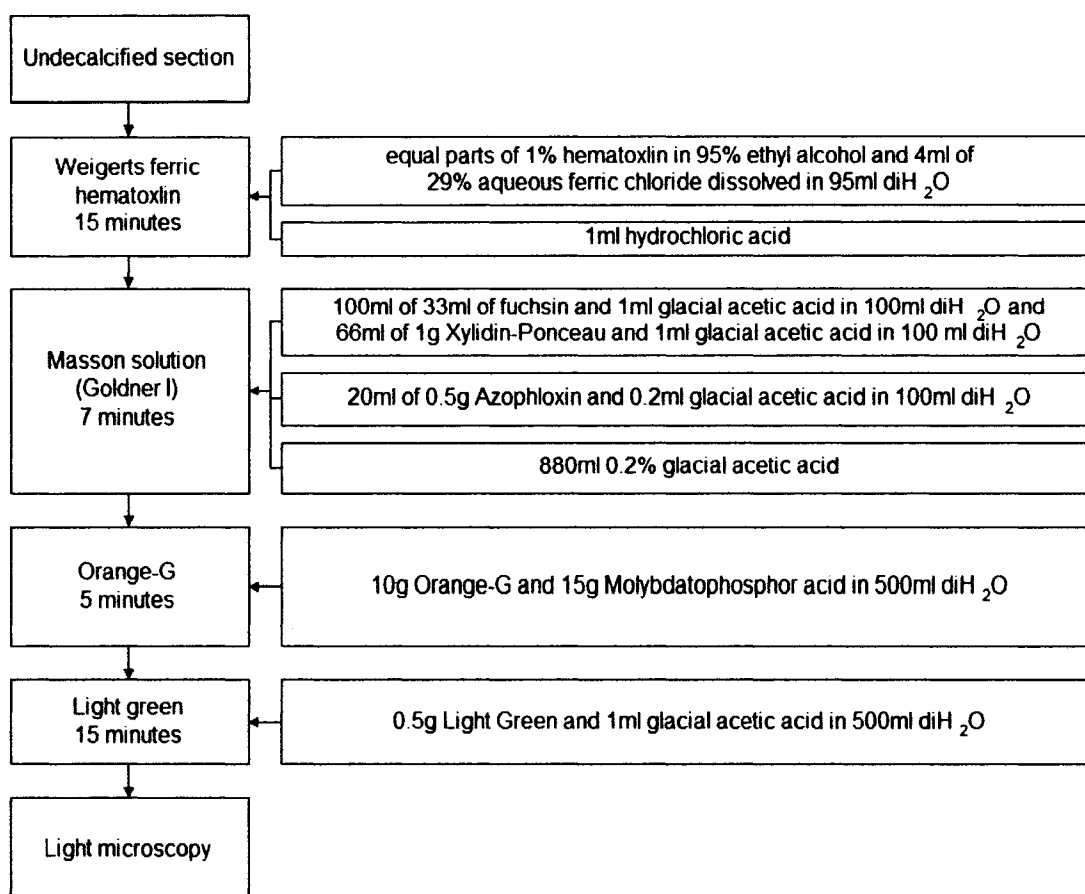 Undecalcified section
Weigerts ferric
hematoxlin
15 minutes
equal parts of 1% hematoxlin in 95% ethyl alcohol and 4ml of
29% aqueous ferric chloride dissolved in 95ml diH 2O
1ml hydrochloric acid
Masson solution
(Goldner I)
7 minutes
100ml of 33ml of fuchsin and 1ml glacial acetic acid in 100ml diH 2O and
66ml of 1g Xylidin-Ponceau and 1ml glacial acetic acid in 100 ml diH 2O
20ml of 0.5g Azophloxin and 0.2ml glacial acetic acid in 100ml diH 2O
880ml 0.2% glacial acetic acid
Orange-G
5 minutes
10g Orange-G and 15g Molybdatophosphor acid in 500ml diH 2O
Light green
15 minutes
0.5g Light Green and 1ml glacial acetic acid in 500ml diH 2O
Light microscopy